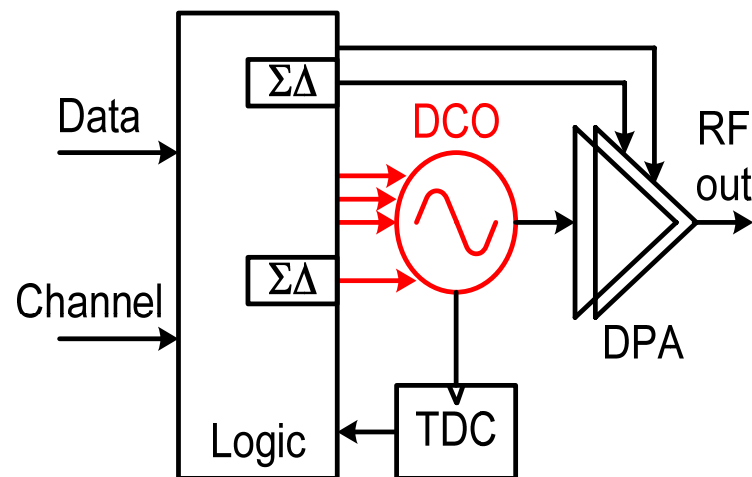 ΣΔ
Data
DCO
RF
out
ΣΔ
Channel
DPA
Logic
TDC